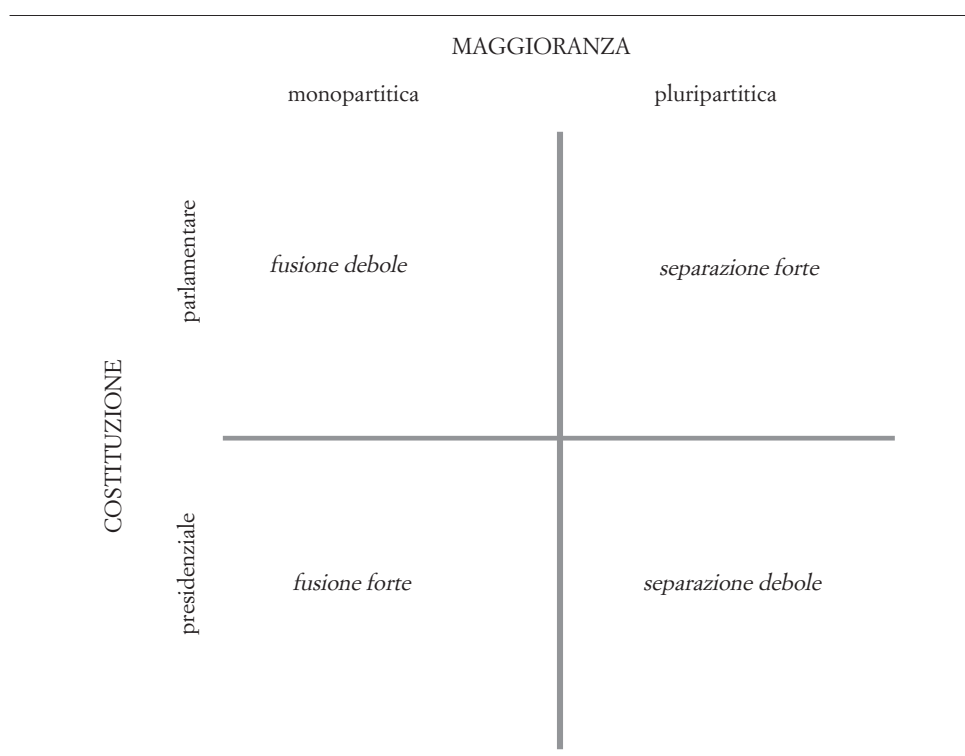 MAGGIORANZA
monopartitica
pluripartitica
COSTITUZIONE
parlamentare
fusione debole
separazione forte
presidenziale
fusione forte
separazione debole